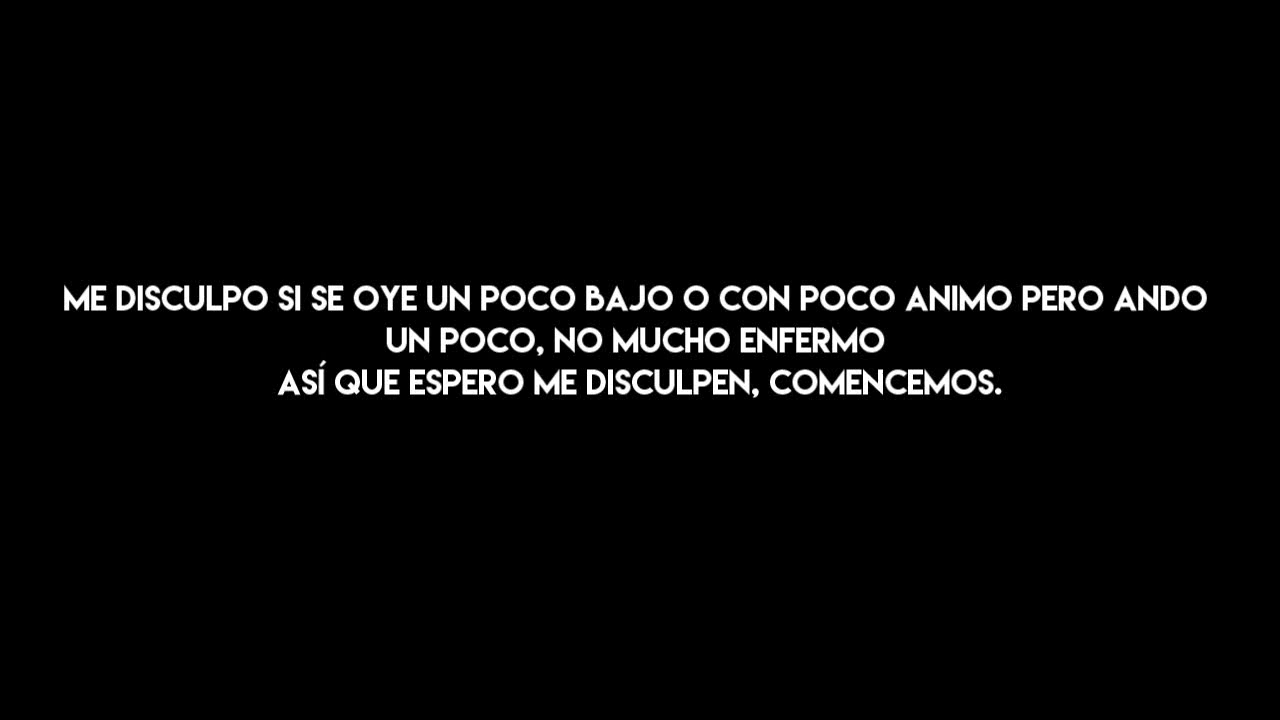 ME DISCULPO SI SE OYE UN POCO BAJO O CON POCO ANIMO PERO ANDO
UN POCO, NO MUCHO ENFERMO
ASÍ QUE ESPERO ME DISCULPEN, COMENCEMOS.